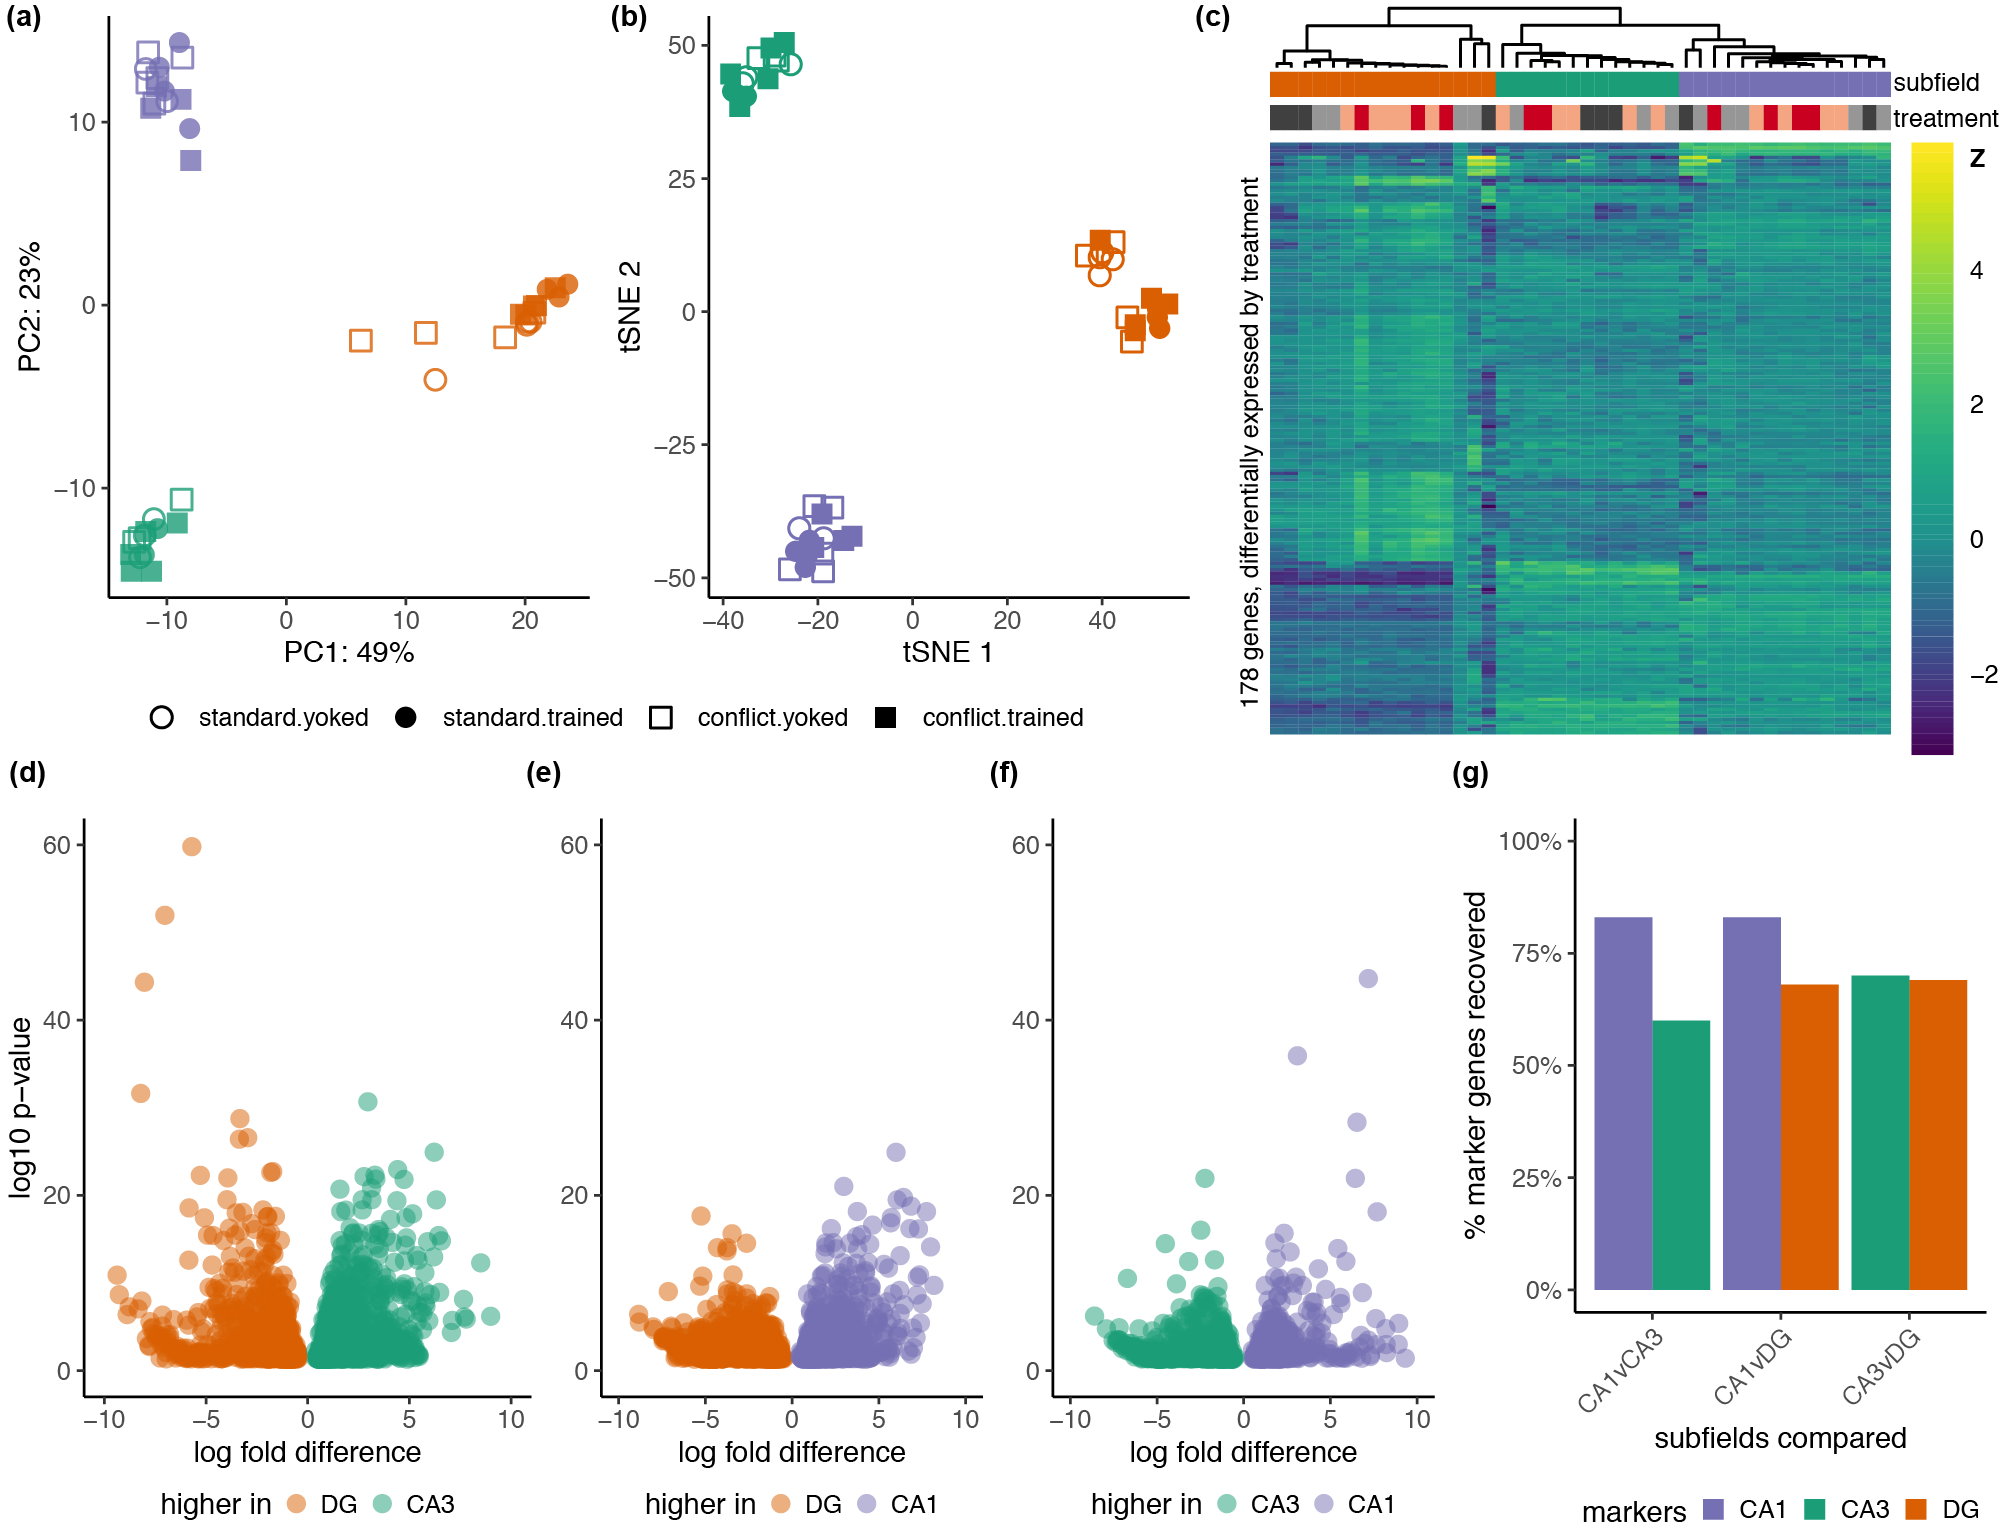 (a)
PC2: 23%
10
0
−10
−10
0
10
20
PC1: 49%
(b)
tSNE 2
50
25
0
−25
−50
−40
−20
0
20
40
tSNE 1
standard.yoked
standard.trained
conflict.yoked
conflict.trained
(c)
subfield
treatment
178 genes, differentially expressed by treatment
Z
4
2
0
−2
(d)
log10 p−value
60
40
20
0
−10
−5
0
5
10
log fold difference
higher in DG CA3
(e)
60
40
20
0
−10
−5
0
5
10
log fold difference
higher in DG CA1
(f)
60
40
20
0
−10
−5
0
5
10
log fold difference
higher in CA3 CA1
(g)
% marker genes recovered
100%
75%
50%
25%
0%
CA1vCA3
CA1vDG
CA3vDG
subfields compared
markers CA1 CA3 DG